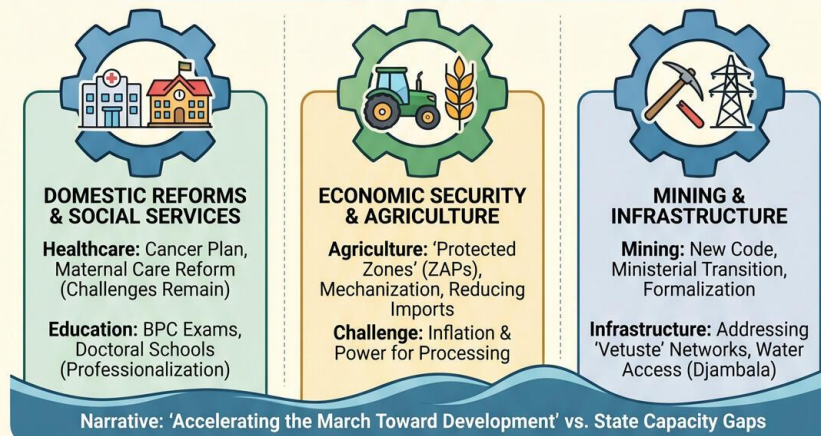 DOMESTIC REFORMS
& SOCIAL SERVICES
Healthcare: Cancer Plan,
Maternal Care Reform
(Challenges Remain)
Education: BPC Exams,
Doctoral Schools
(Professionalization)
ECONOMIC SECURITY
& AGRICULTURE
Agriculture: ‘Protected
Zones’ (ZAPs),
Mechanization, Reducing
Imports
Challenge: Inflation &
Power for Processing
MINING &
INFRASTRUCTURE
Mining: New Code,
Ministerial Transition,
Formalization
Infrastructure: Addressing
‘Vetuste’ Networks, Water
Access (Djambala)
Narrative: ‘Accelerating the March Toward Development’ vs. State Capacity Gaps